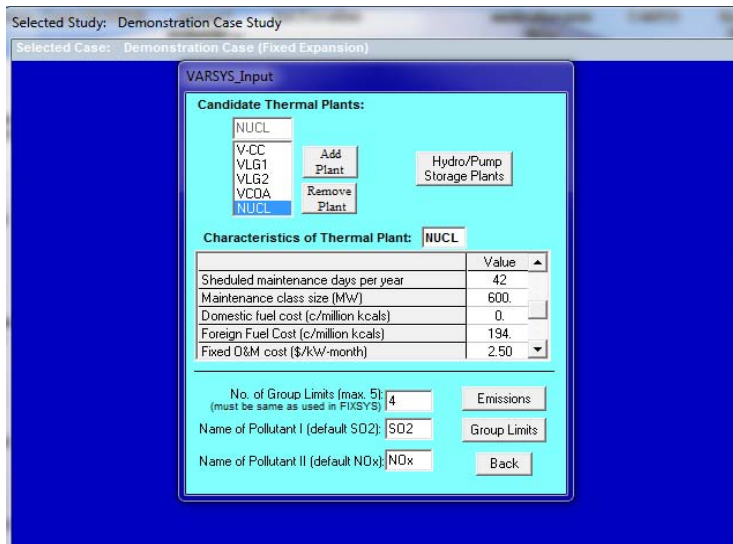 Selected Study: Demonstration Case Study
Selected Case: Demonstration Case (Fixed Expansion)
VARSYS_Input
Candidate Thermal Plants:
NUCL
V-CC
VLG1
VLG2
VCOA
NUCL
Add
Plant
Remove
Plant
Hydro/Pump
Storage Plants
Characteristics of Thermal Plant: NUCL
Value
Sheduled maintenance days per year 42
Maintenance class size (MW) 600.
Domestic fuel cost (c/million kcals) 0.
Foreign Fuel Cost (c/million kcals) 194.
Fixed O&M cost ($/kW-month) 2.50
No. of Group Limits (max. 5): 4
(must be same as used in FIXSYS)
Emissions
Name of Pollutant I (default SO2): SO2
Group Limits
Name of Pollutant II (default NOx): NOx
Back